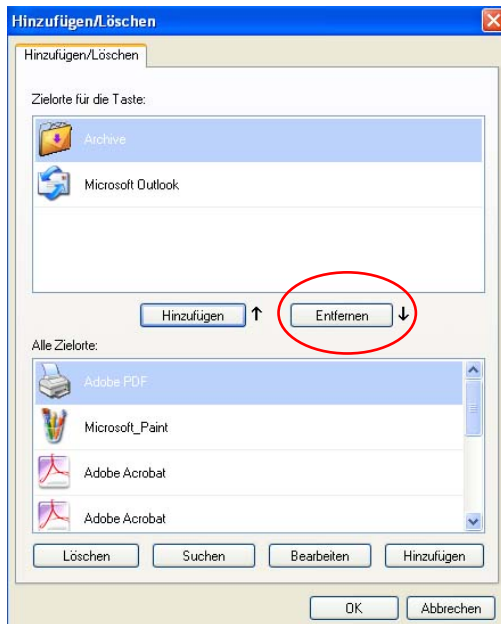 Hinzufügen/Löschen
Hinzufügen/Löschen
Zielorte für die Taste:
Archive
Microsoft Outlook
Hinzufügen ↑ Entfernen ↓
Alle Zielorte:
Adobe PDF
Microsoft_Paint
Adobe Acrobat
Adobe Acrobat
Löschen Suchen Bearbeiten Hinzufügen
OK Abbrechen